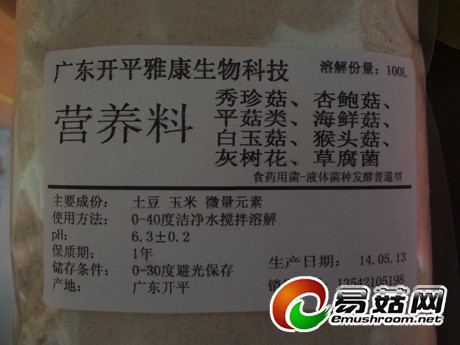 广东开平雅康生物科技 溶解份量：100L
营养料
秀珍菇、杏鲍菇、
平菇类、海鲜菇、
白玉菇、猴头菇、
灰树花、草腐菌
食药用菌-液体菌种发酵普通型
主要成份： 土豆 玉米 微量元素
使用方法： 0-40度洁净水搅拌溶解
pH： 6.3±0.2
保质期： 1年
储存条件： 0-30度避光保存
产地： 广东开平
生产日期： 14.05.13
销 13542105198
易菇网
emushroom.net